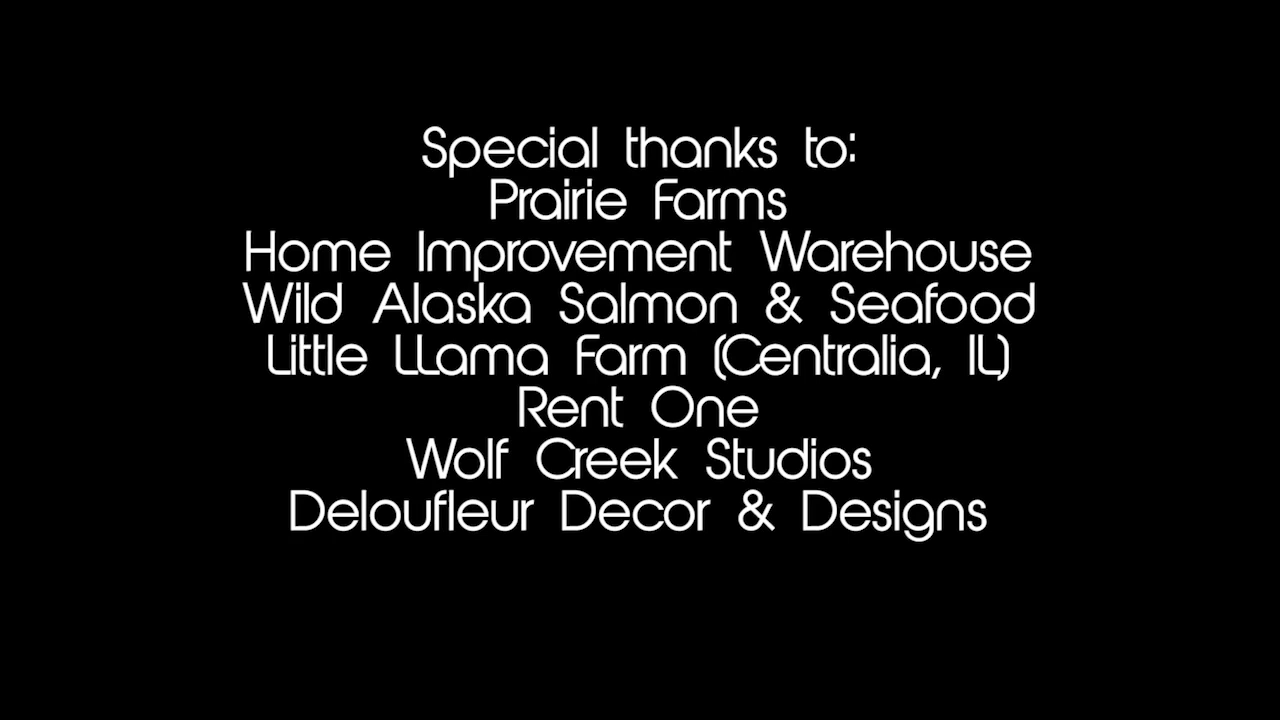 Special thanks to:
Prairie Farms
Home Improvement Warehouse
Wild Alaska Salmon & Seafood
Little LLama Farm (Centralia, IL)
Rent One
Wolf Creek Studios
Deloufleur Decor & Designs